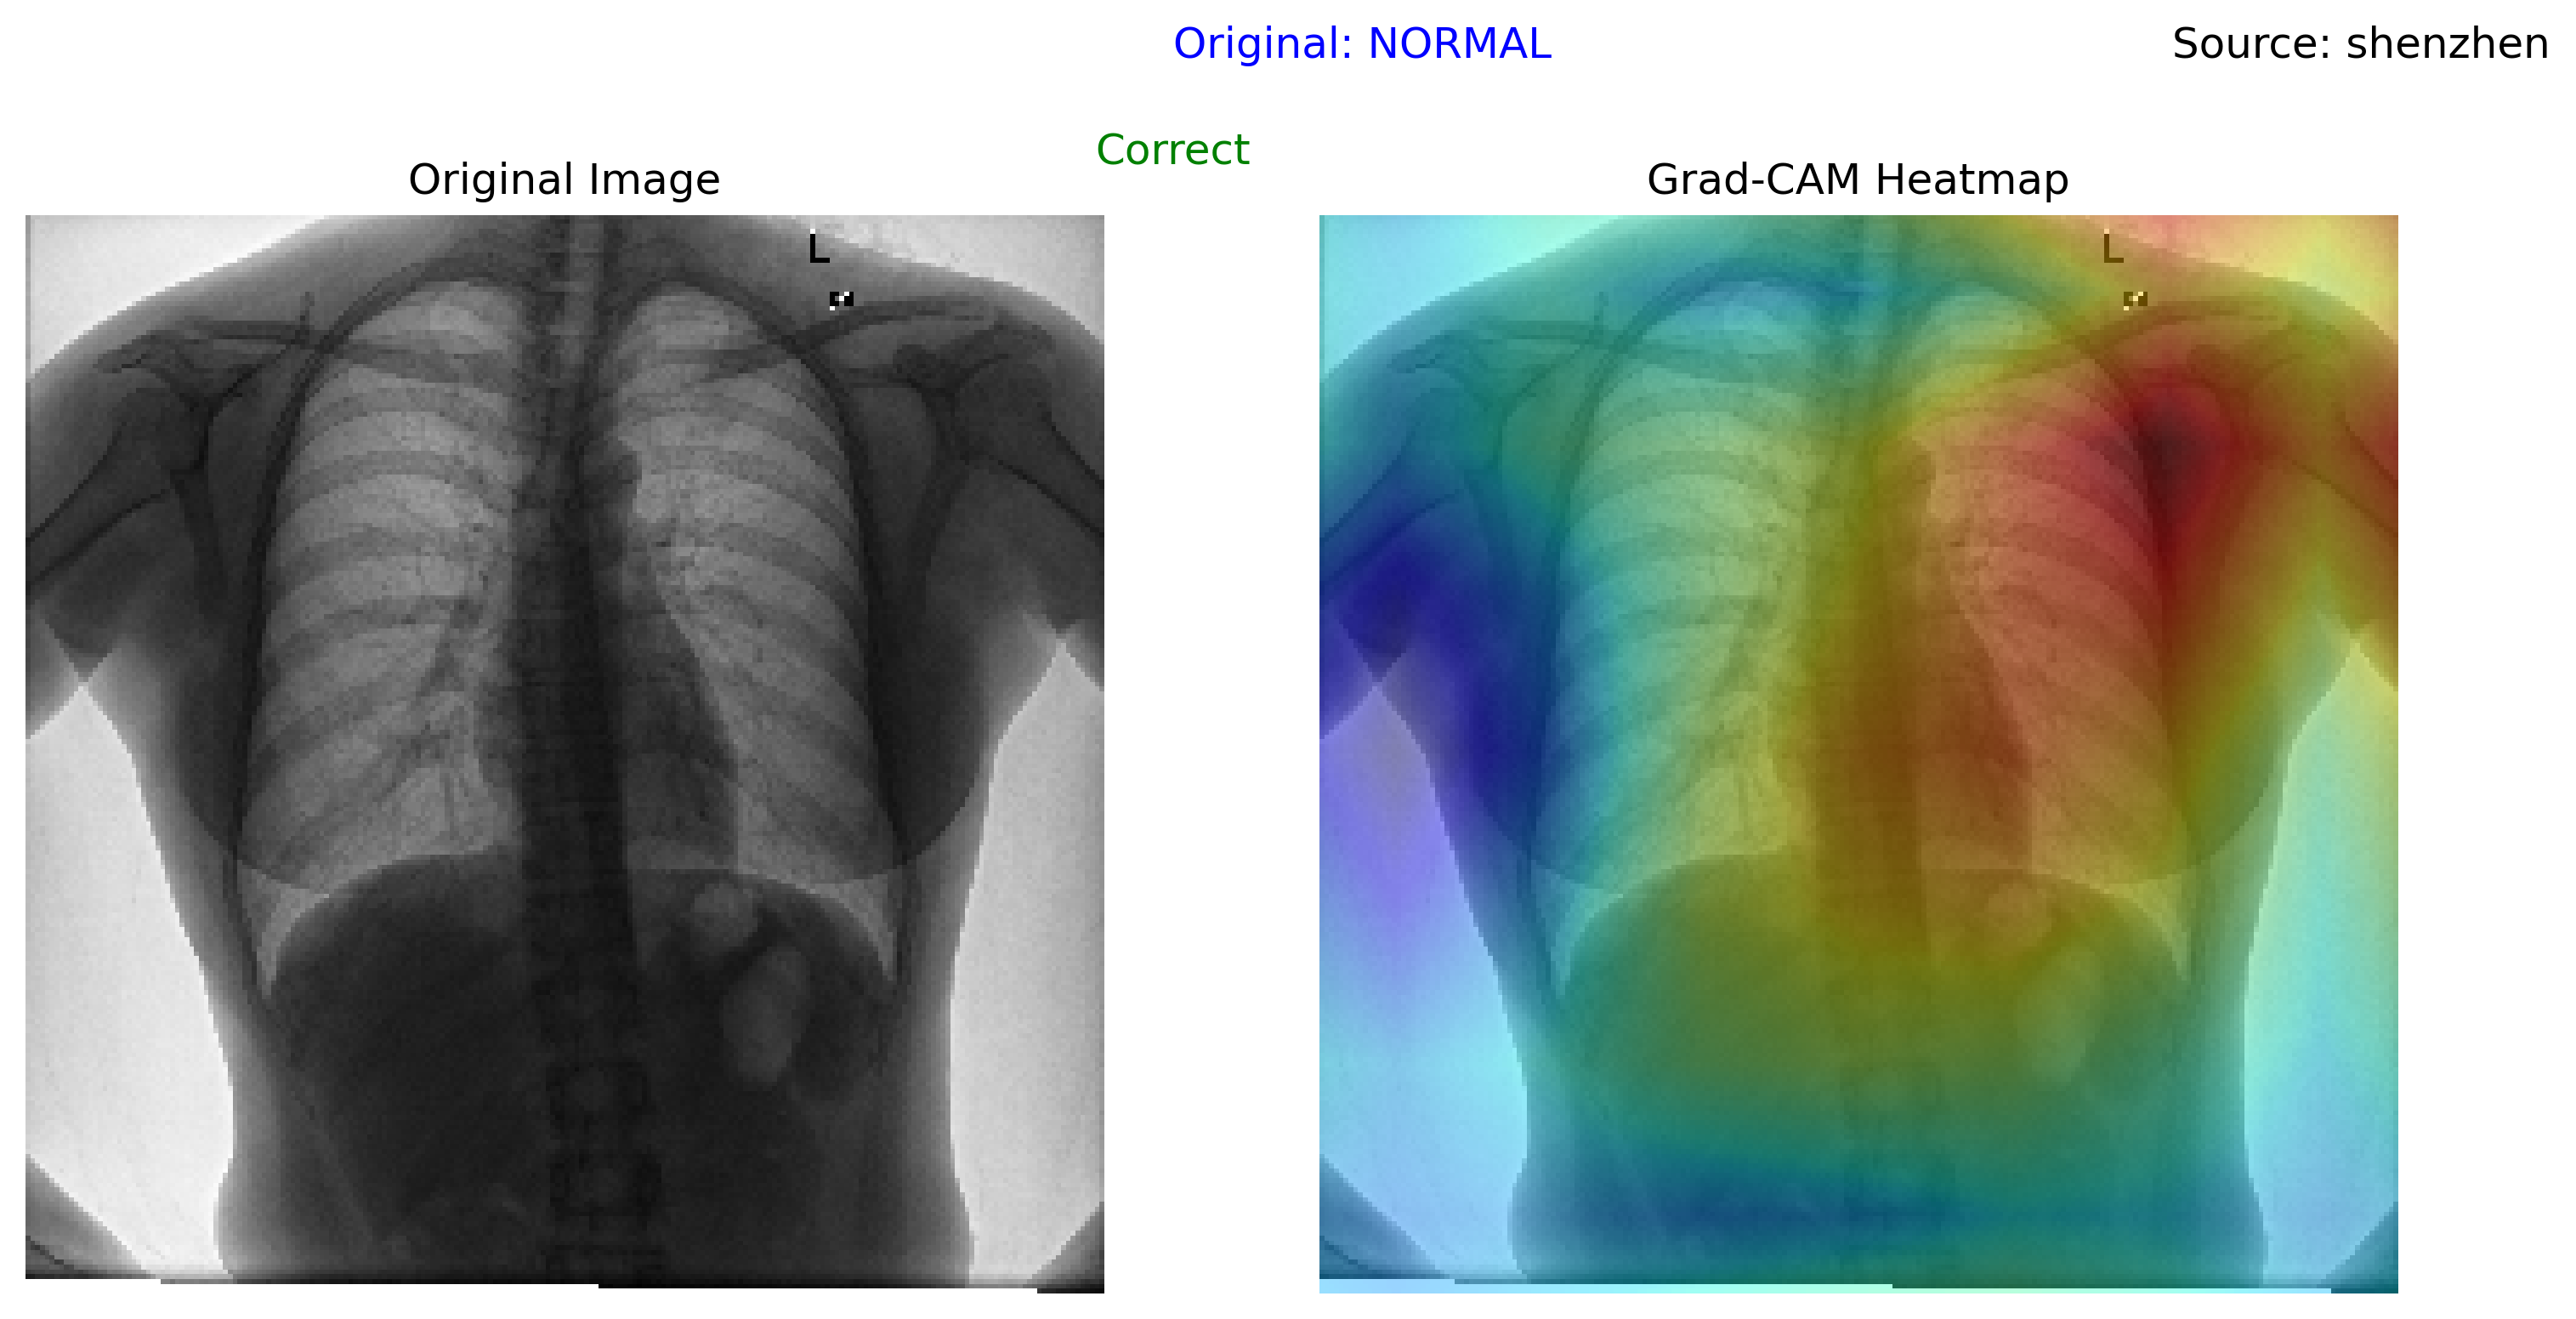 Original: NORMAL
Source: shenzhen
Correct
Original Image
Grad-CAM Heatmap
L
L